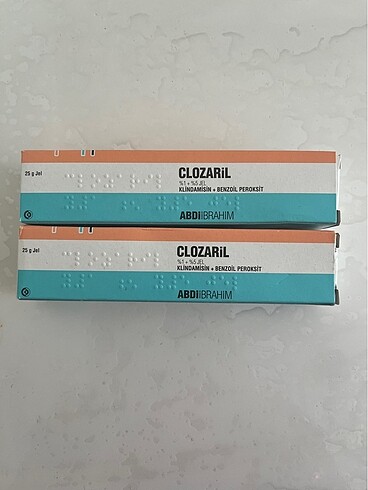 25 g Jel
CLOZARiL
%1 + %5 JEL
KLİNDAMİSİN + BENZOİL PEROKSİT
ABDİİBRAHİM
25 g Jel
CLOZARiL
%1 + %5 JEL
KLİNDAMİSİN + BENZOİL PEROKSİT
ABDİİBRAHİM